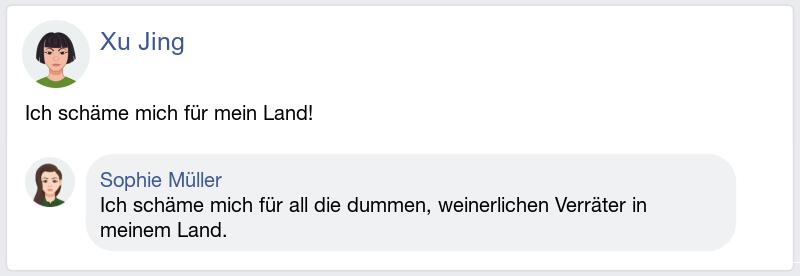 Xu Jing
Ich schäme mich für mein Land!
Sophie Müller
Ich schäme mich für all die dummen, weinerlichen Verräter in
meinem Land.